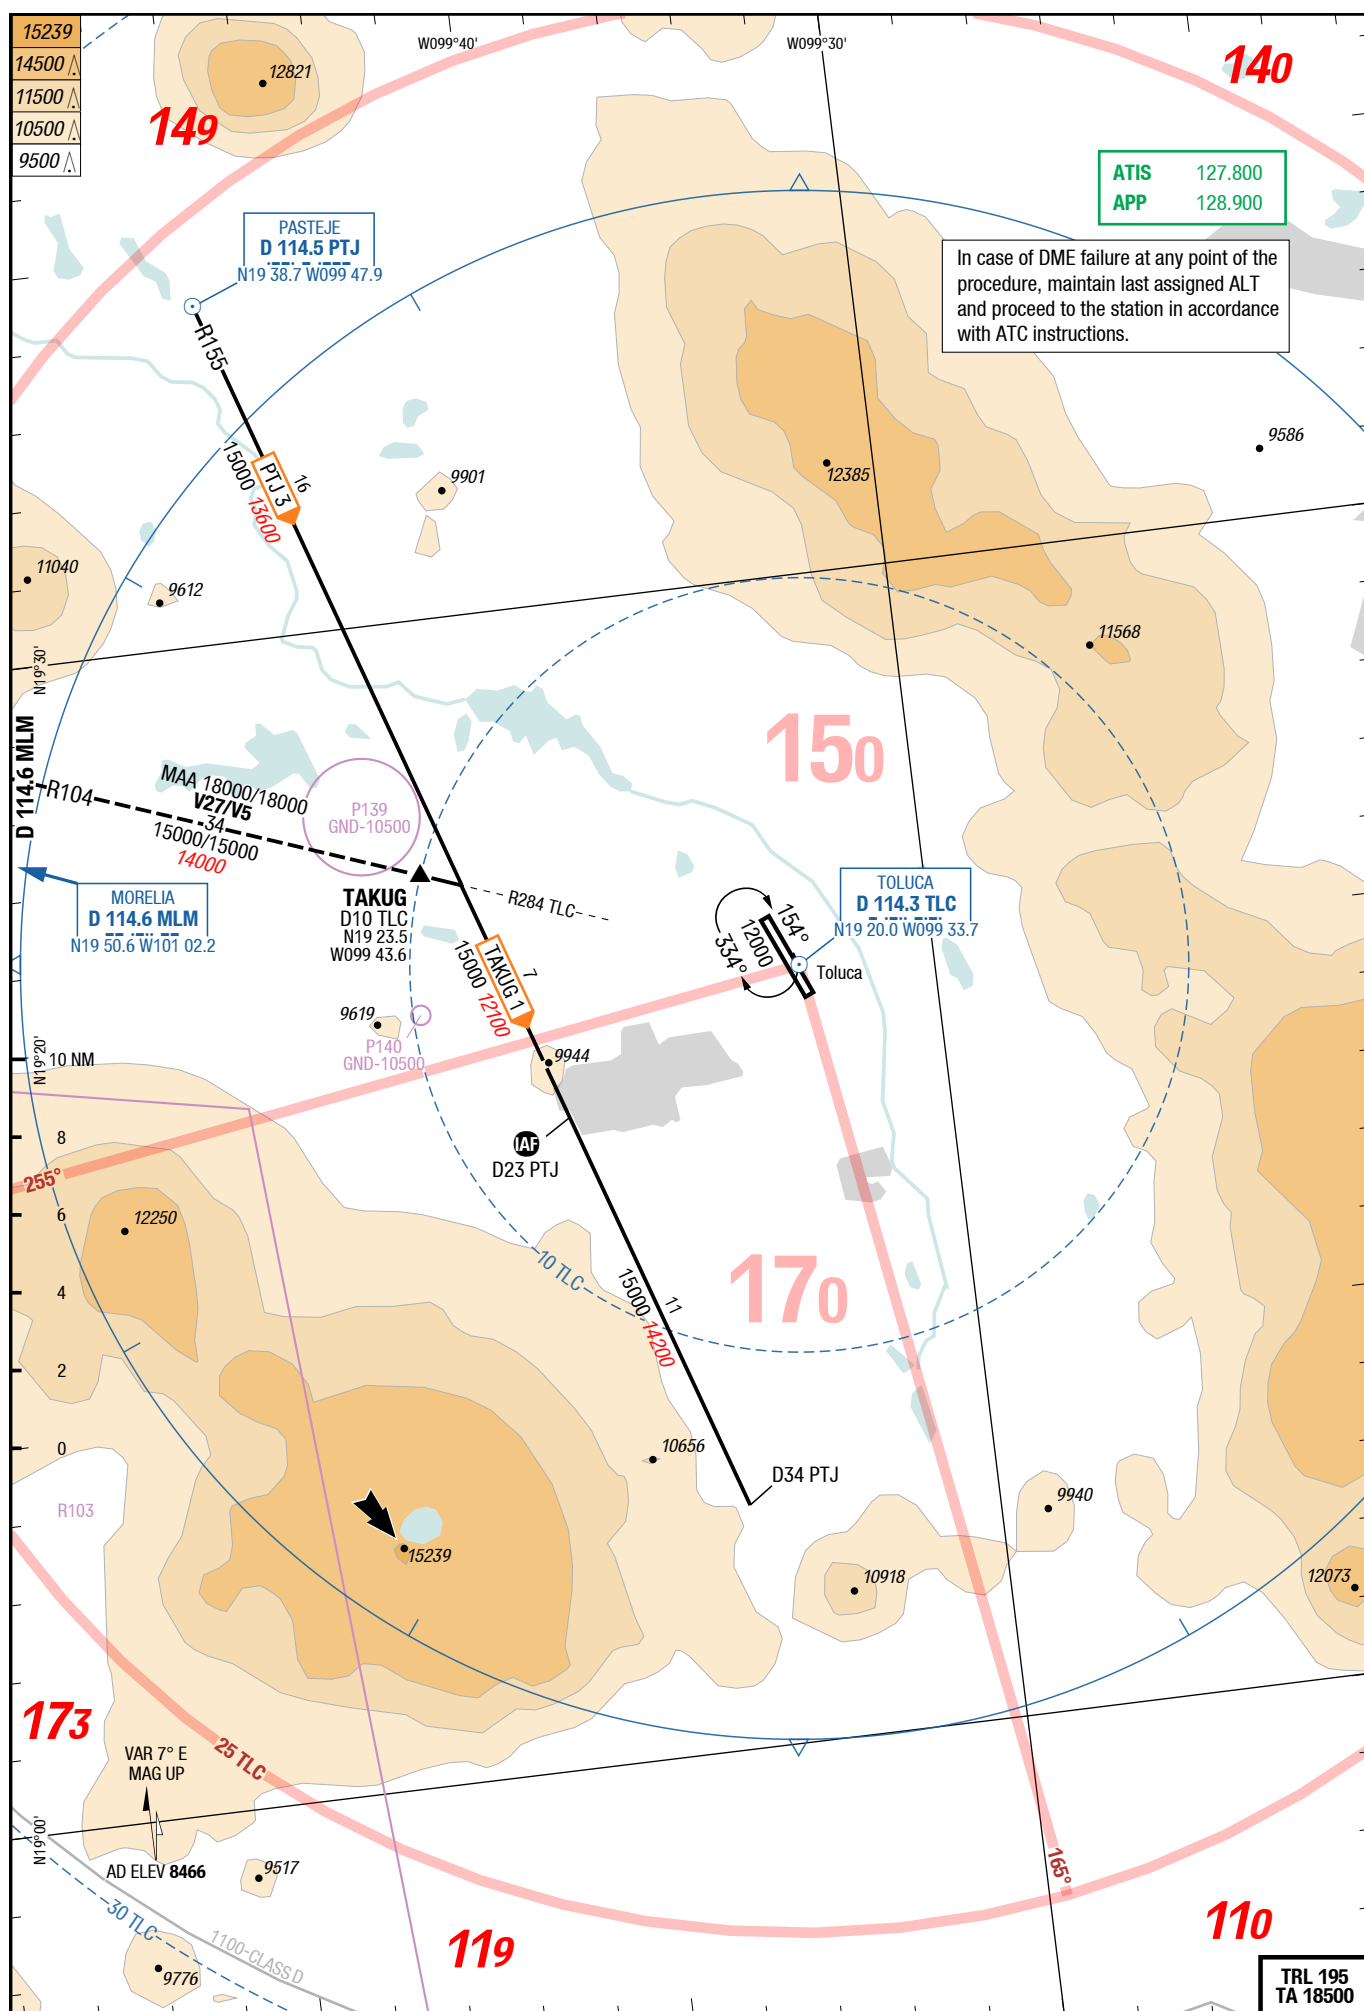 15239
14500
11500
10500
9500
W099°40'
W099°30'
12821
149
140
ATIS 127.800
APP 128.900
PASTEJE
D 114.5 PTJ
N19 38.7 W099 47.9
In case of DME failure at any point of the
procedure, maintain last assigned ALT
and proceed to the station in accordance
with ATC instructions.
R155
15000 13600
PTJ 3
16
9901
12385
9586
11040
9612
11568
N19°30'
150
D 114.6 MLM
R104
MAA 18000/18000
V27/V5
34
15000/15000
14000
P139
GND-10500
MORELIA
D 114.6 MLM
N19 50.6 W101 02.2
TAKUG
D10 TLC
N19 23.5
W099 43.6
R284 TLC
TOLUCA
D 114.3 TLC
N19 20.0 W099 33.7
154°
12000
334°
Toluca
15000 12100
TAKUG 1
7
9619
P140
GND-10500
9944
N19°20'
10 NM
8
6
4
2
0
IAF
D23 PTJ
255°
12250
10 TLC
170
15000 14200
11
10656
D34 PTJ
R103
15239
9940
10918
12073
173
25 TLC
VAR 7° E
MAG UP
N19°00'
AD ELEV 8466
9517
165°
30 TLC
1100-CLASS D
119
110
9776
TRL 195
TA 18500